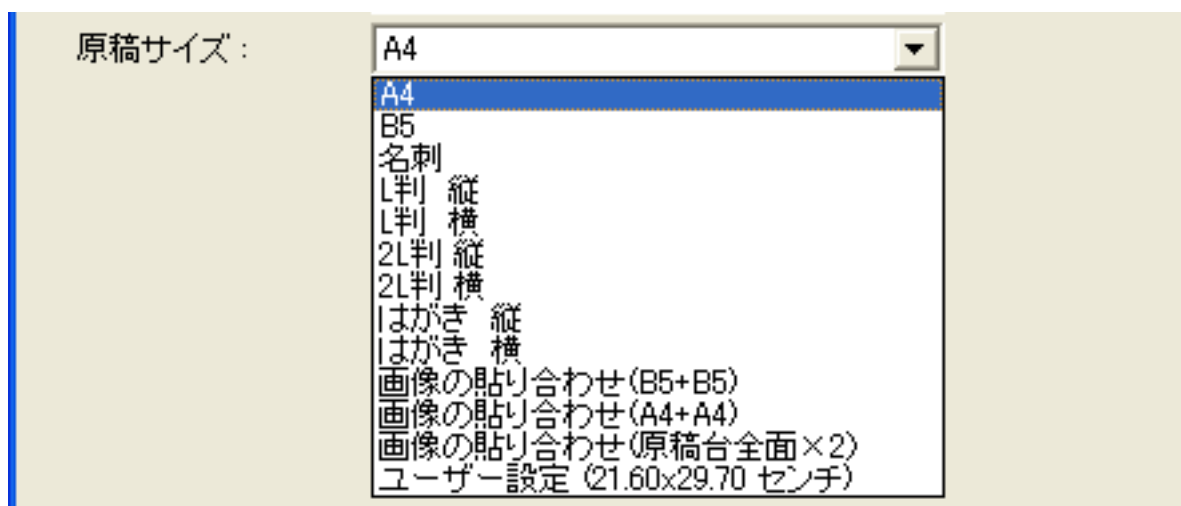 原稿サイズ： A4
A4
B5
名刺
L判 縦
L判 横
2L判 縦
2L判 横
はがき 縦
はがき 横
画像の貼り合わせ(B5+B5)
画像の貼り合わせ(A4+A4)
画像の貼り合わせ(原稿台全面×2)
ユーザー設定 (21.60x29.70 センチ)